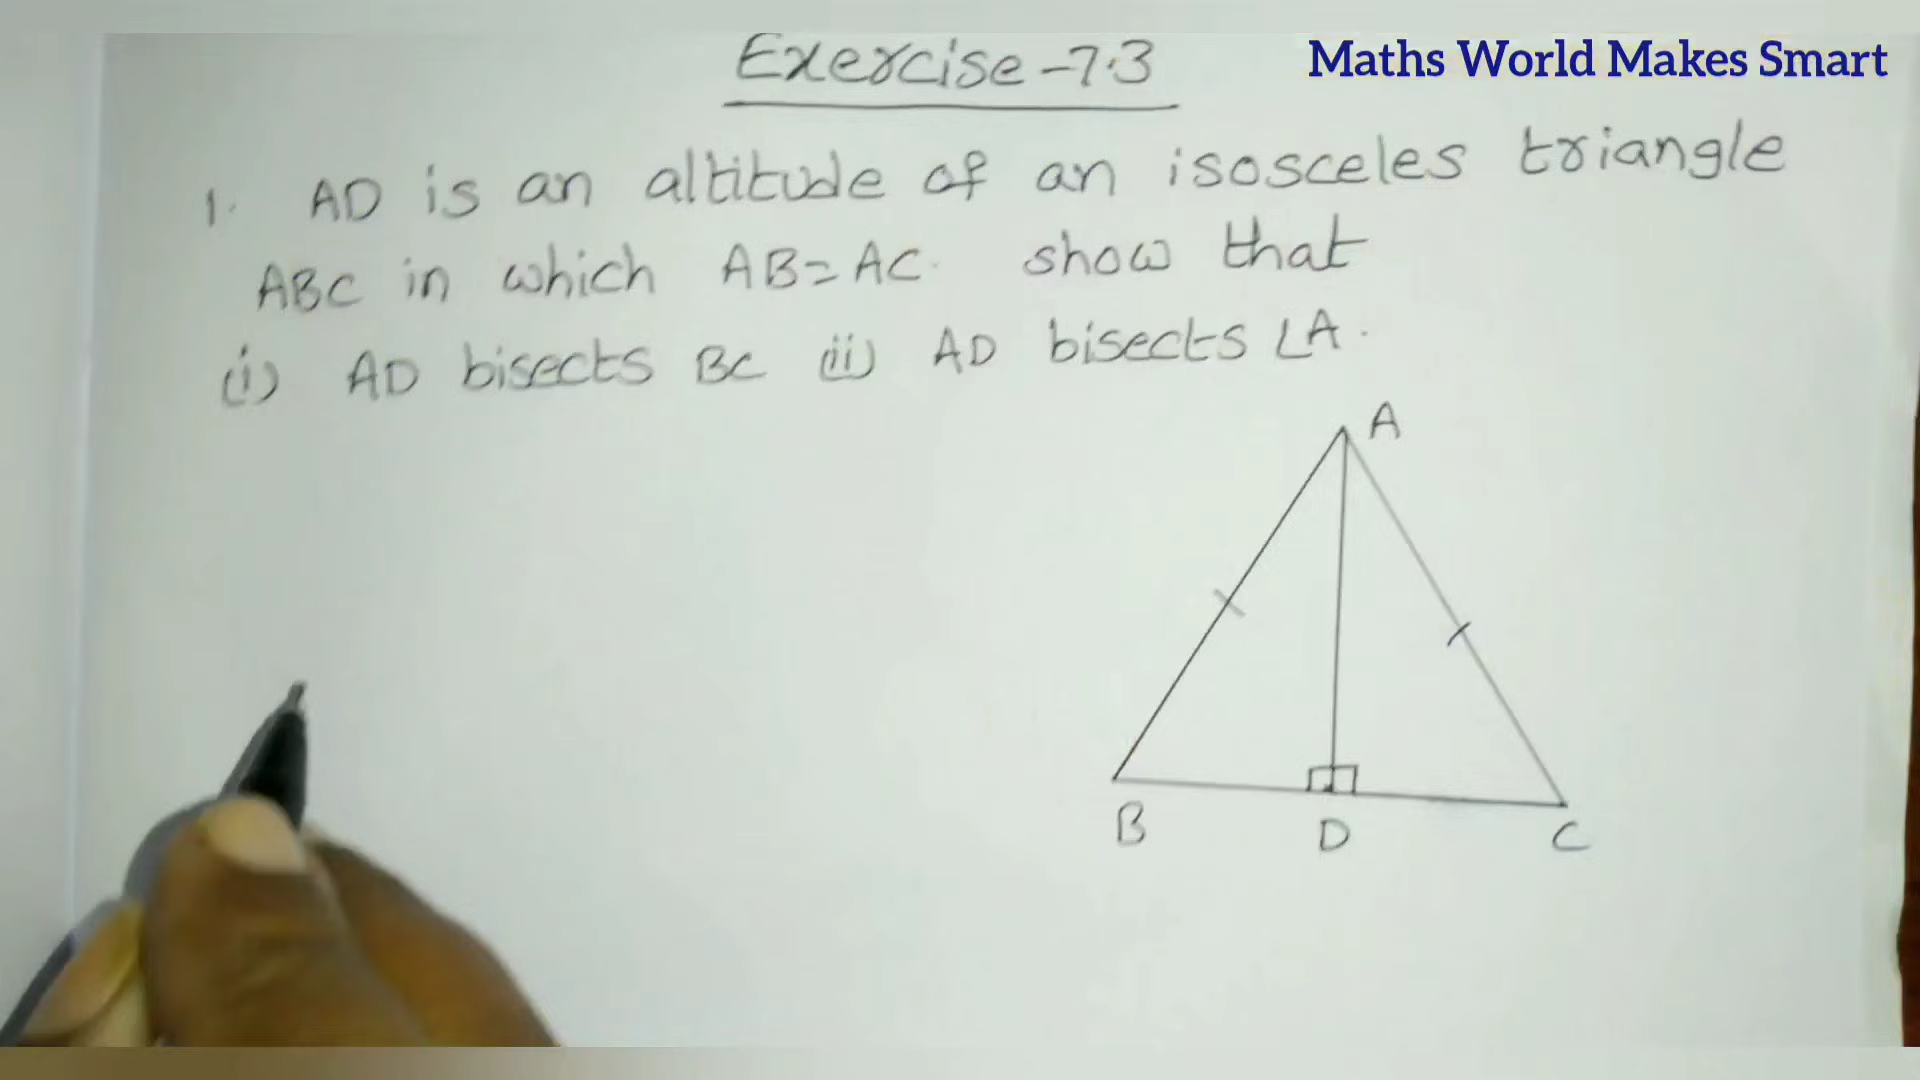 Exercise-7.3
Maths World Makes Smart
1. AD is an altitude of an isosceles triangle
ABC in which AB=AC. show that
(i) AD bisects BC (ii) AD bisects ∠A.
A
B
D
C